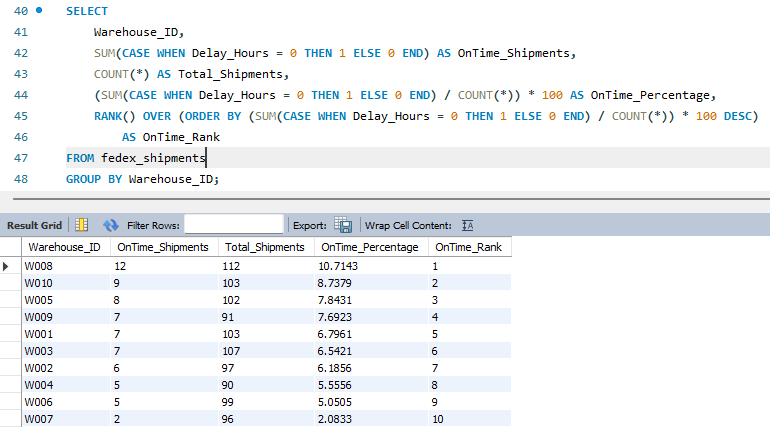 40 SELECT
41 Warehouse_ID,
42 SUM(CASE WHEN Delay_Hours = 0 THEN 1 ELSE 0 END) AS OnTime_Shipments,
43 COUNT(*) AS Total_Shipments,
44 (SUM(CASE WHEN Delay_Hours = 0 THEN 1 ELSE 0 END) / COUNT(*)) * 100 AS OnTime_Percentage,
45 RANK() OVER (ORDER BY (SUM(CASE WHEN Delay_Hours = 0 THEN 1 ELSE 0 END) / COUNT(*)) * 100 DESC)
46 AS OnTime_Rank
47 FROM fedex_shipments
48 GROUP BY Warehouse_ID;
Result Grid Filter Rows: Export: Wrap Cell Content: IA
Warehouse_ID OnTime_Shipments Total_Shipments OnTime_Percentage OnTime_Rank
W008 12 112 10.7143 1
W010 9 103 8.7379 2
W005 8 102 7.8431 3
W009 7 91 7.6923 4
W001 7 103 6.7961 5
W003 7 107 6.5421 6
W002 6 97 6.1856 7
W004 5 90 5.5556 8
W006 5 99 5.0505 9
W007 2 96 2.0833 10